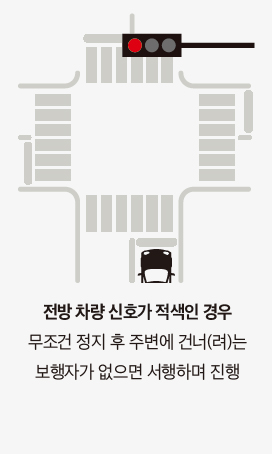 전방 차량 신호가 적색인 경우
무조건 정지 후 주변에 건너(려)는
보행자가 없으면 서행하며 진행